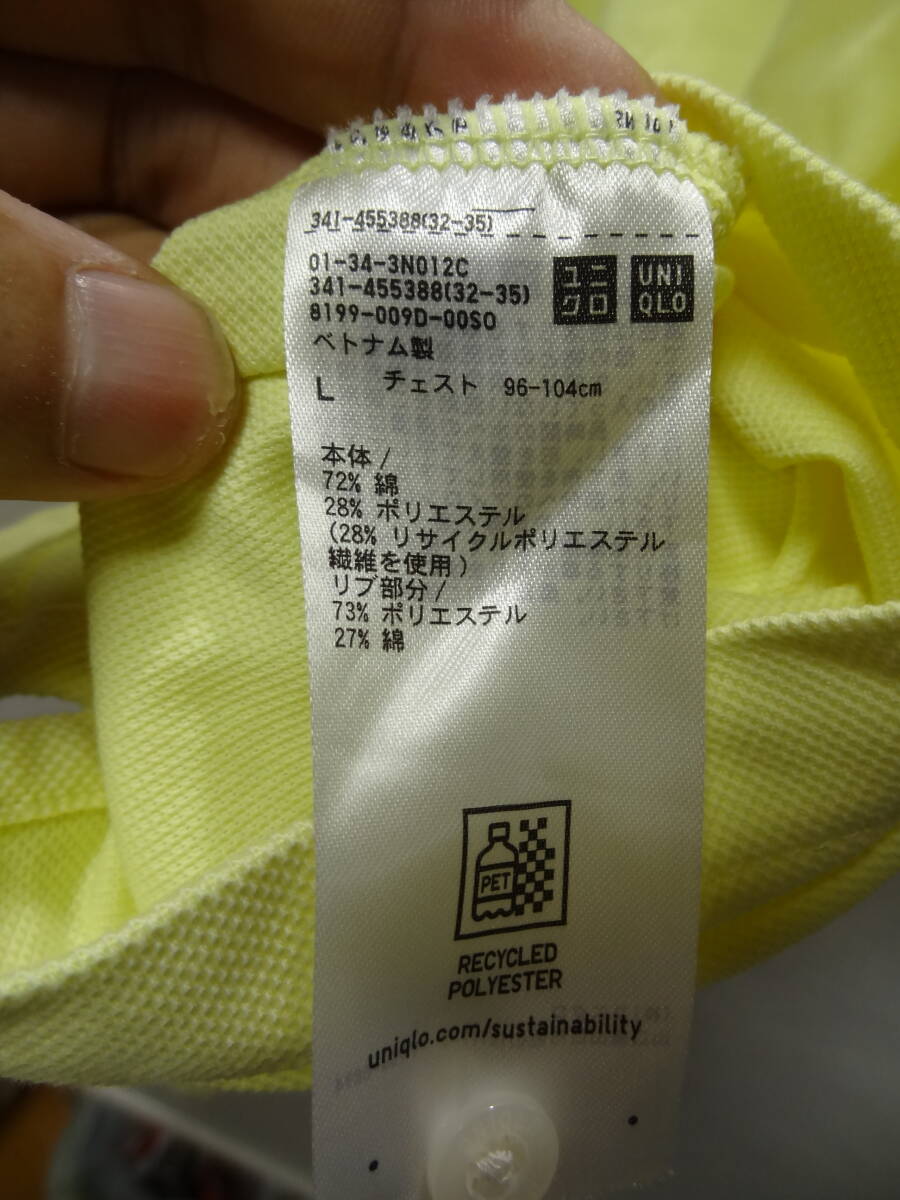 341-455388(32-35)
01-34-3N012C
341-455388(32-35)
8199-009D-00SO
ユニ
クロ
UNI
QLO
ベトナム製
L チェスト 96-104cm
本体/
72% 綿
28% ポリエステル
(28% リサイクルポリエステル
繊維を使用)
リブ部分/
73% ポリエステル
27% 綿
PET
RECYCLED
POLYESTER
uniqlo.com/sustainability